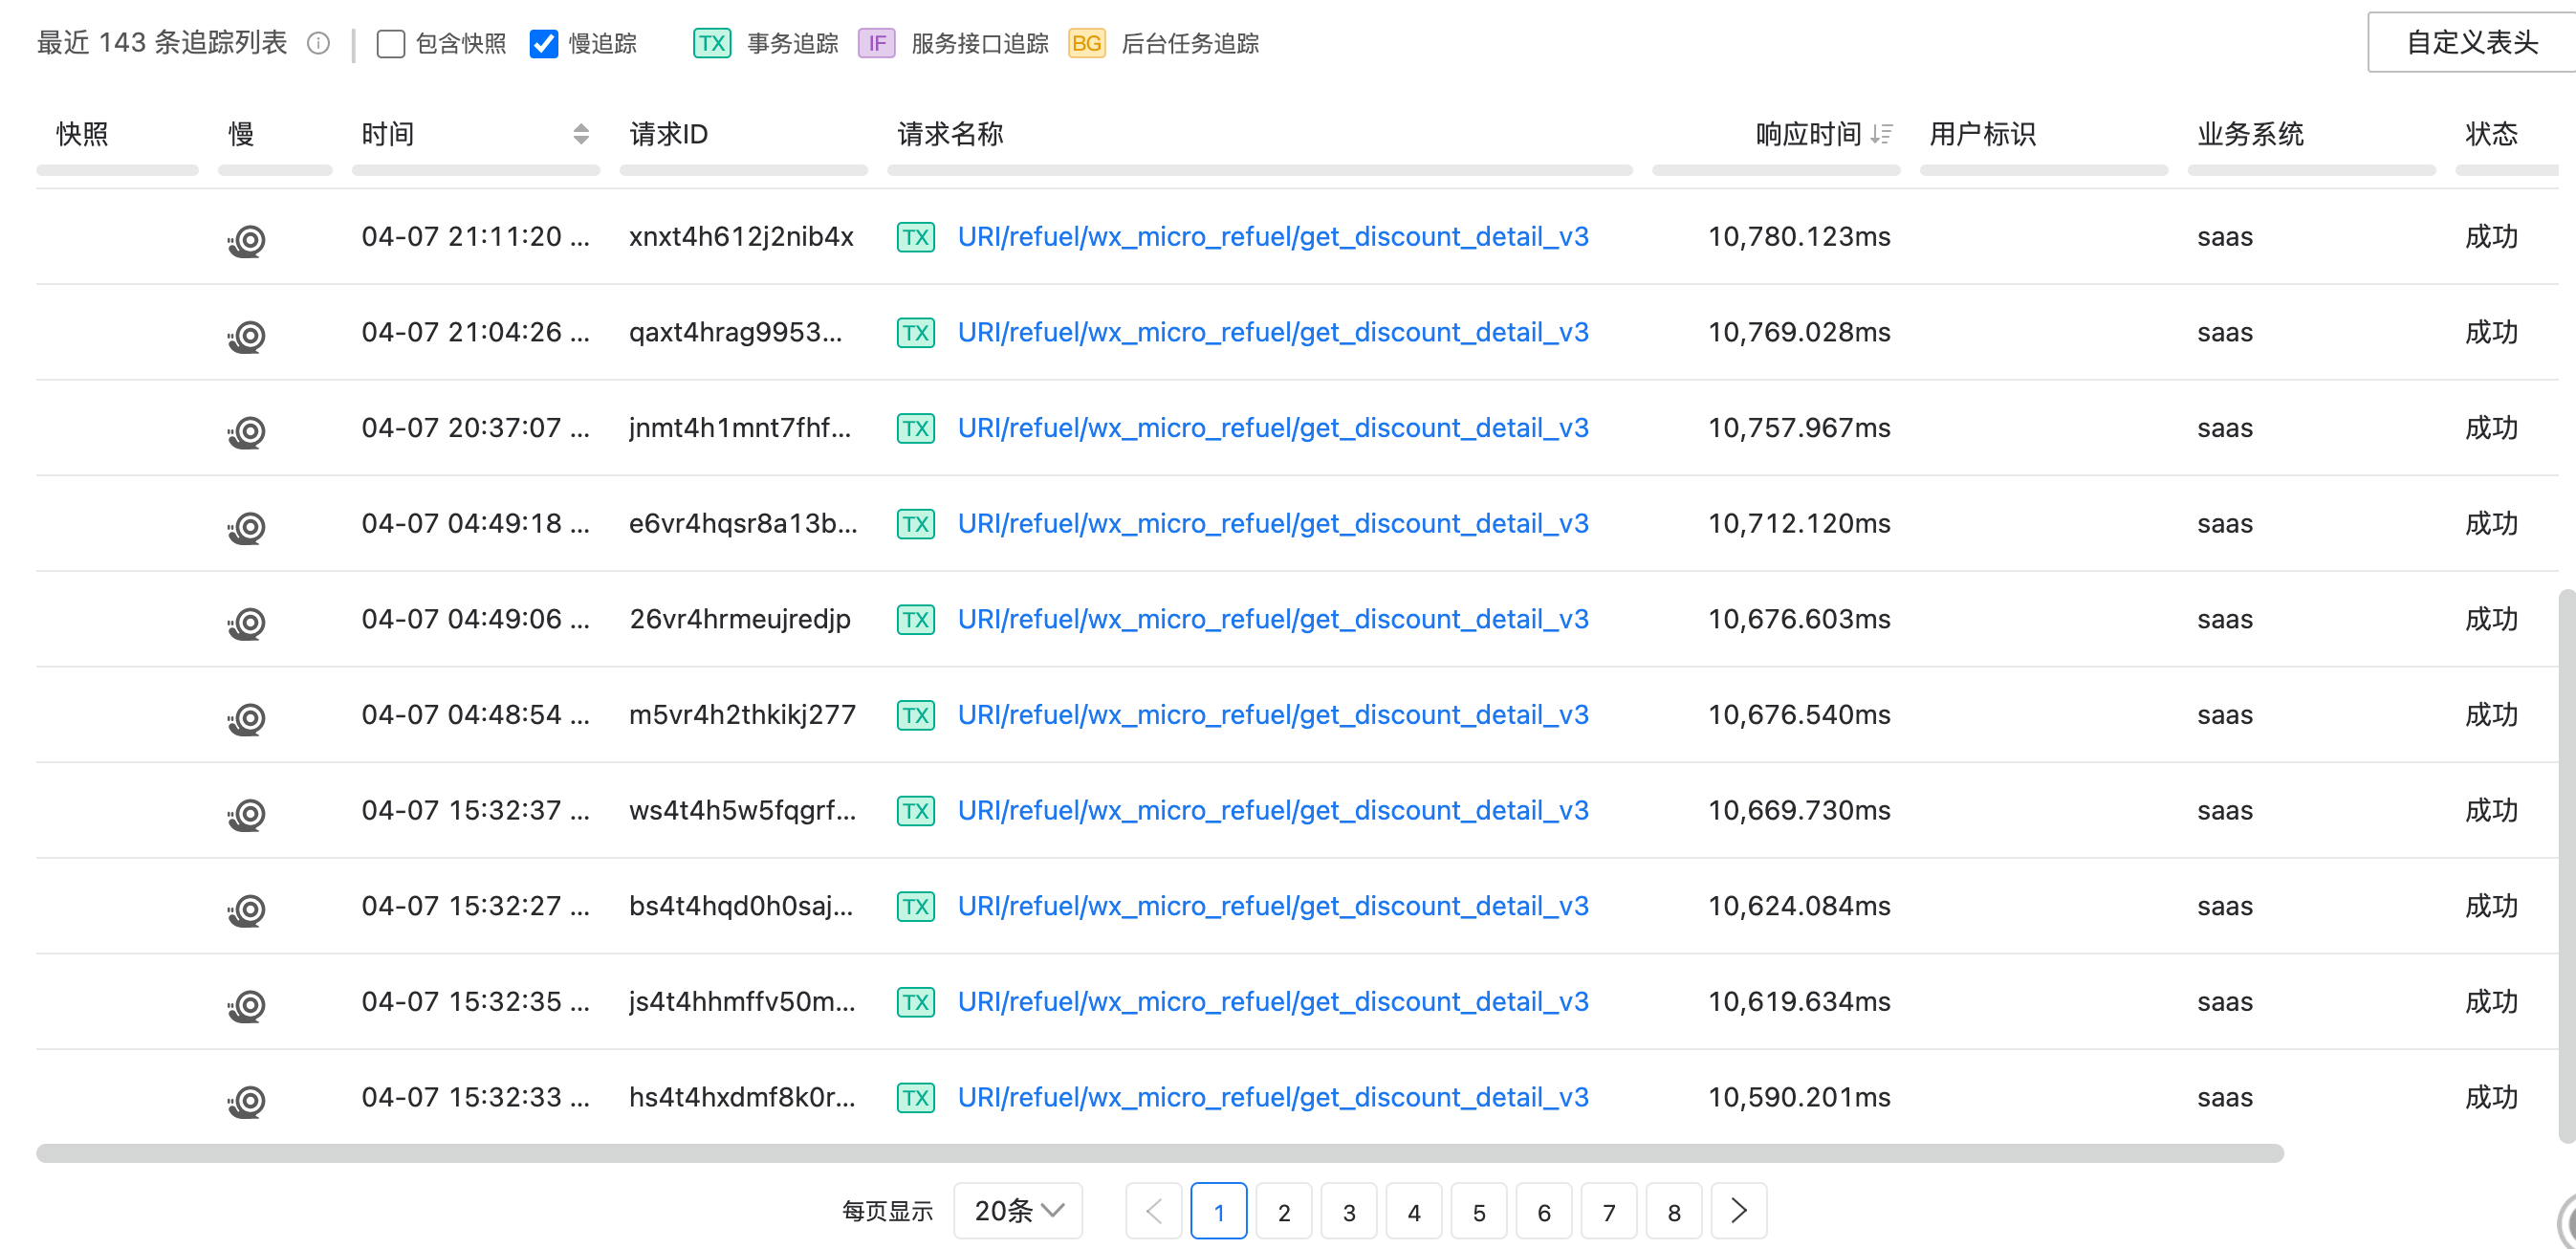 最近 143 条追踪列表 包含快照 慢追踪 TX 事务追踪 IF 服务接口追踪 BG 后台任务追踪 自定义表头
快照 慢 时间 请求ID 请求名称 响应时间 用户标识 业务系统 状态
04-07 21:11:20 ... xnxt4h612j2nib4x TX URI/refuel/wx_micro_refuel/get_discount_detail_v3 10,780.123ms saas 成功
04-07 21:04:26 ... qaxt4hrag9953... TX URI/refuel/wx_micro_refuel/get_discount_detail_v3 10,769.028ms saas 成功
04-07 20:37:07 ... jnmt4h1mnt7fhf... TX URI/refuel/wx_micro_refuel/get_discount_detail_v3 10,757.967ms saas 成功
04-07 04:49:18 ... e6vr4hqsr8a13b... TX URI/refuel/wx_micro_refuel/get_discount_detail_v3 10,712.120ms saas 成功
04-07 04:49:06 ... 26vr4hrmeujredjp TX URI/refuel/wx_micro_refuel/get_discount_detail_v3 10,676.603ms saas 成功
04-07 04:48:54 ... m5vr4h2thkikj277 TX URI/refuel/wx_micro_refuel/get_discount_detail_v3 10,676.540ms saas 成功
04-07 15:32:37 ... ws4t4h5w5fqgrf... TX URI/refuel/wx_micro_refuel/get_discount_detail_v3 10,669.730ms saas 成功
04-07 15:32:27 ... bs4t4hqd0h0saj... TX URI/refuel/wx_micro_refuel/get_discount_detail_v3 10,624.084ms saas 成功
04-07 15:32:35 ... js4t4hhmffv50m... TX URI/refuel/wx_micro_refuel/get_discount_detail_v3 10,619.634ms saas 成功
04-07 15:32:33 ... hs4t4hxdmf8k0r... TX URI/refuel/wx_micro_refuel/get_discount_detail_v3 10,590.201ms saas 成功
每页显示 20条 1 2 3 4 5 6 7 8